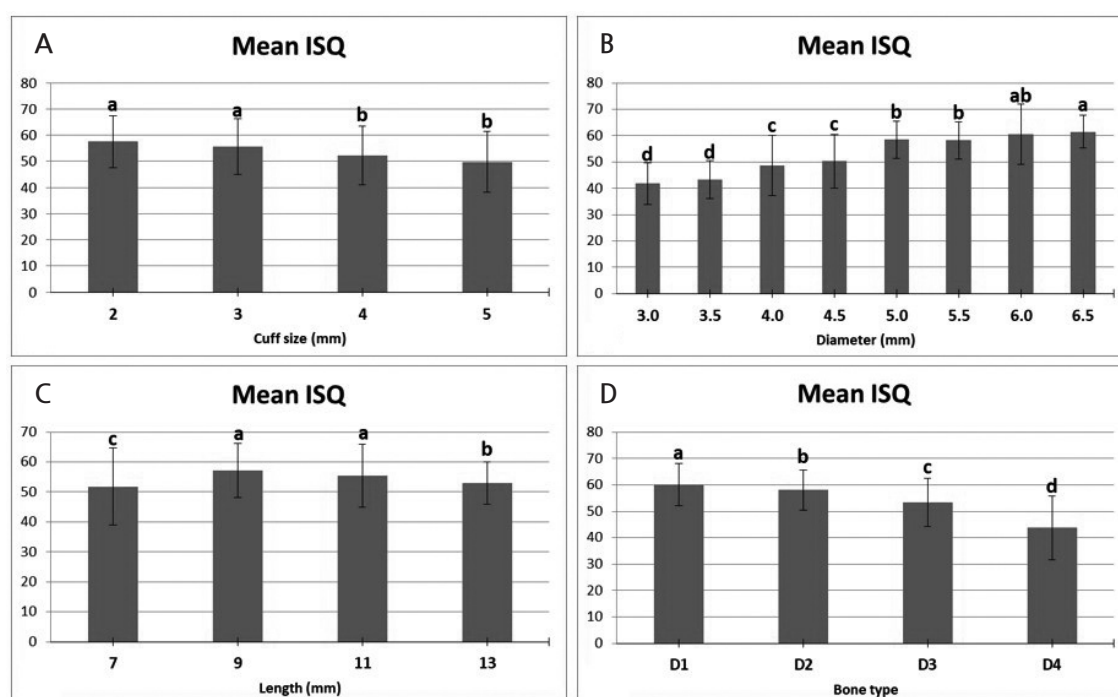 A
Mean ISQ
80
70
60
50
40
30
20
10
0
a
a
b
b
2 3 4 5
Cuff size (mm)
B
Mean ISQ
80
70
60
50
40
30
20
10
0
d
d
c
c
b
b
ab
a
3.0 3.5 4.0 4.5 5.0 5.5 6.0 6.5
Diameter (mm)
C
Mean ISQ
70
60
50
40
30
20
10
0
c
a
a
b
7 9 11 13
Length (mm)
D
Mean ISQ
80
70
60
50
40
30
20
10
0
a
b
c
d
D1 D2 D3 D4
Bone type